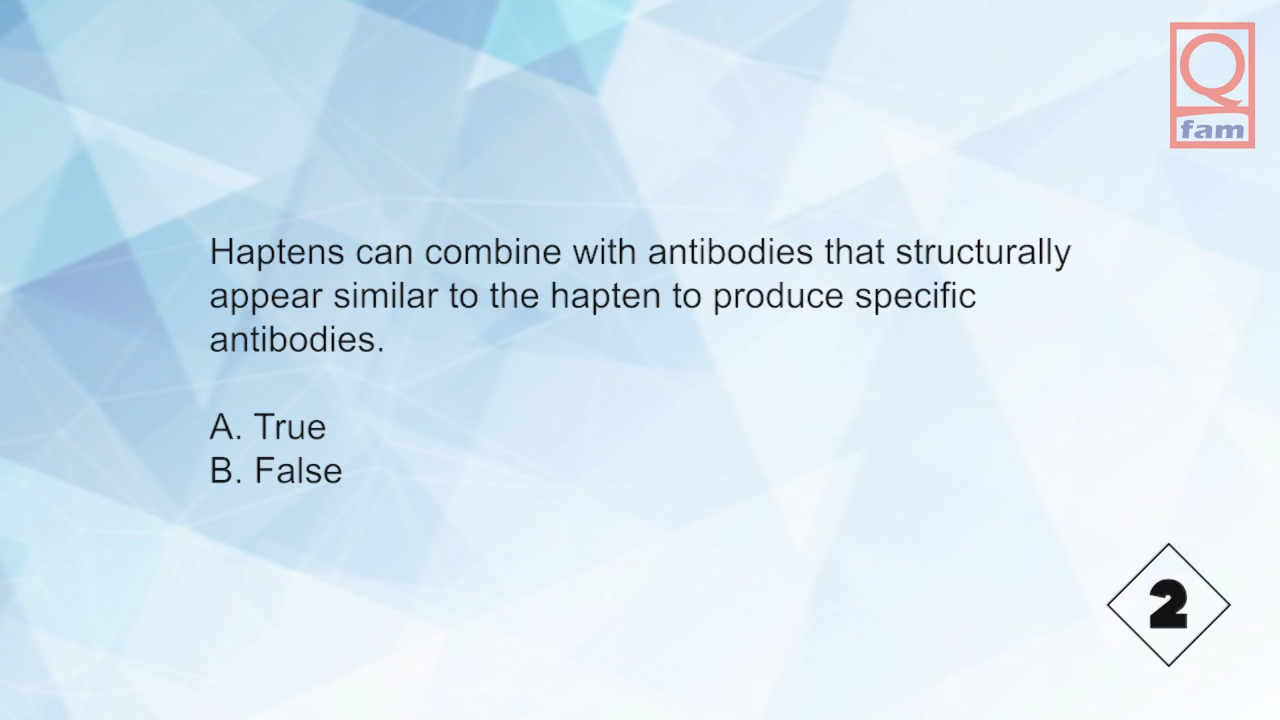 Q
fam
Haptens can combine with antibodies that structurally
appear similar to the hapten to produce specific
antibodies.
A. True
B. False
2